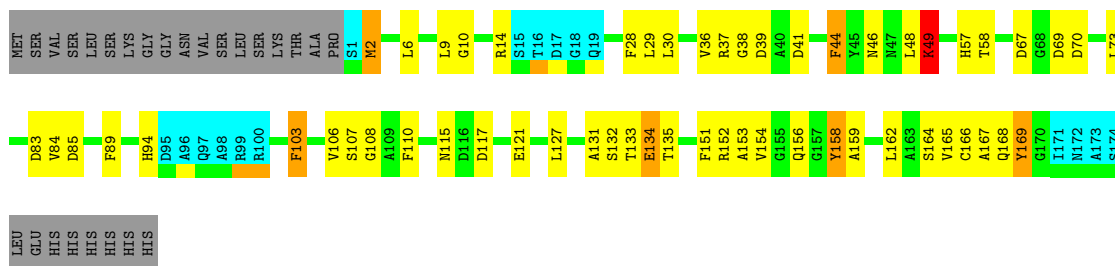 MET SER VAL SER LEU SER LYS GLY GLY ASN VAL SER LEU SER LYS THR ALA PRO S1 M2 L6 L9 G10 R14 S15 T16 D17 G18 Q19 F28 L29 L30 V36 R37 G38 D39 A40 D41 F44 Y45 N46 N47 L48 K49 H57 T58 D67 G68 D69 D70
D83 V84 D85 F89 H94 D95 A96 Q97 A98 R99 R100 F103 V106 S107 G108 A109 F110 N115 D116 D117 E121 L127 A131 S132 T133 E134 T135 F151 R152 A153 V154 G155 Q156 G157 Y158 A159 L162 A163 S164 V165 C166 A167 Q168 Y169 G170 I171 N172 A173 S174
LEU GLU HIS HIS HIS HIS HIS HIS